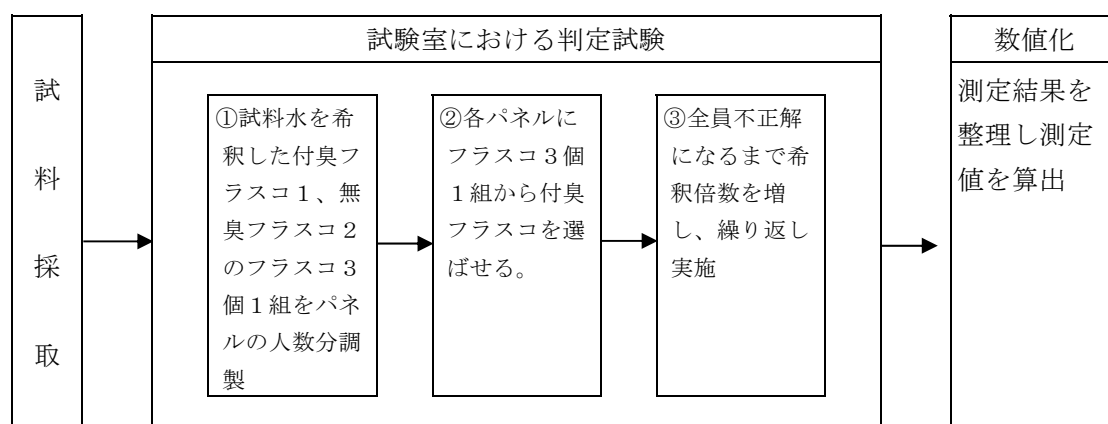 試
料
採
取
試験室における判定試験
①試料水を希
釈した付臭フ
ラスコ１、無
臭フラスコ２
のフラスコ３
個１組をパネ
ルの人数分調
製
②各パネルに
フラスコ３個
１組から付臭
フラスコを選
ばせる。
③全員不正解
になるまで希
釈倍数を増
し、繰り返し
実施
数値化
測定結果を
整理し測定
値を算出